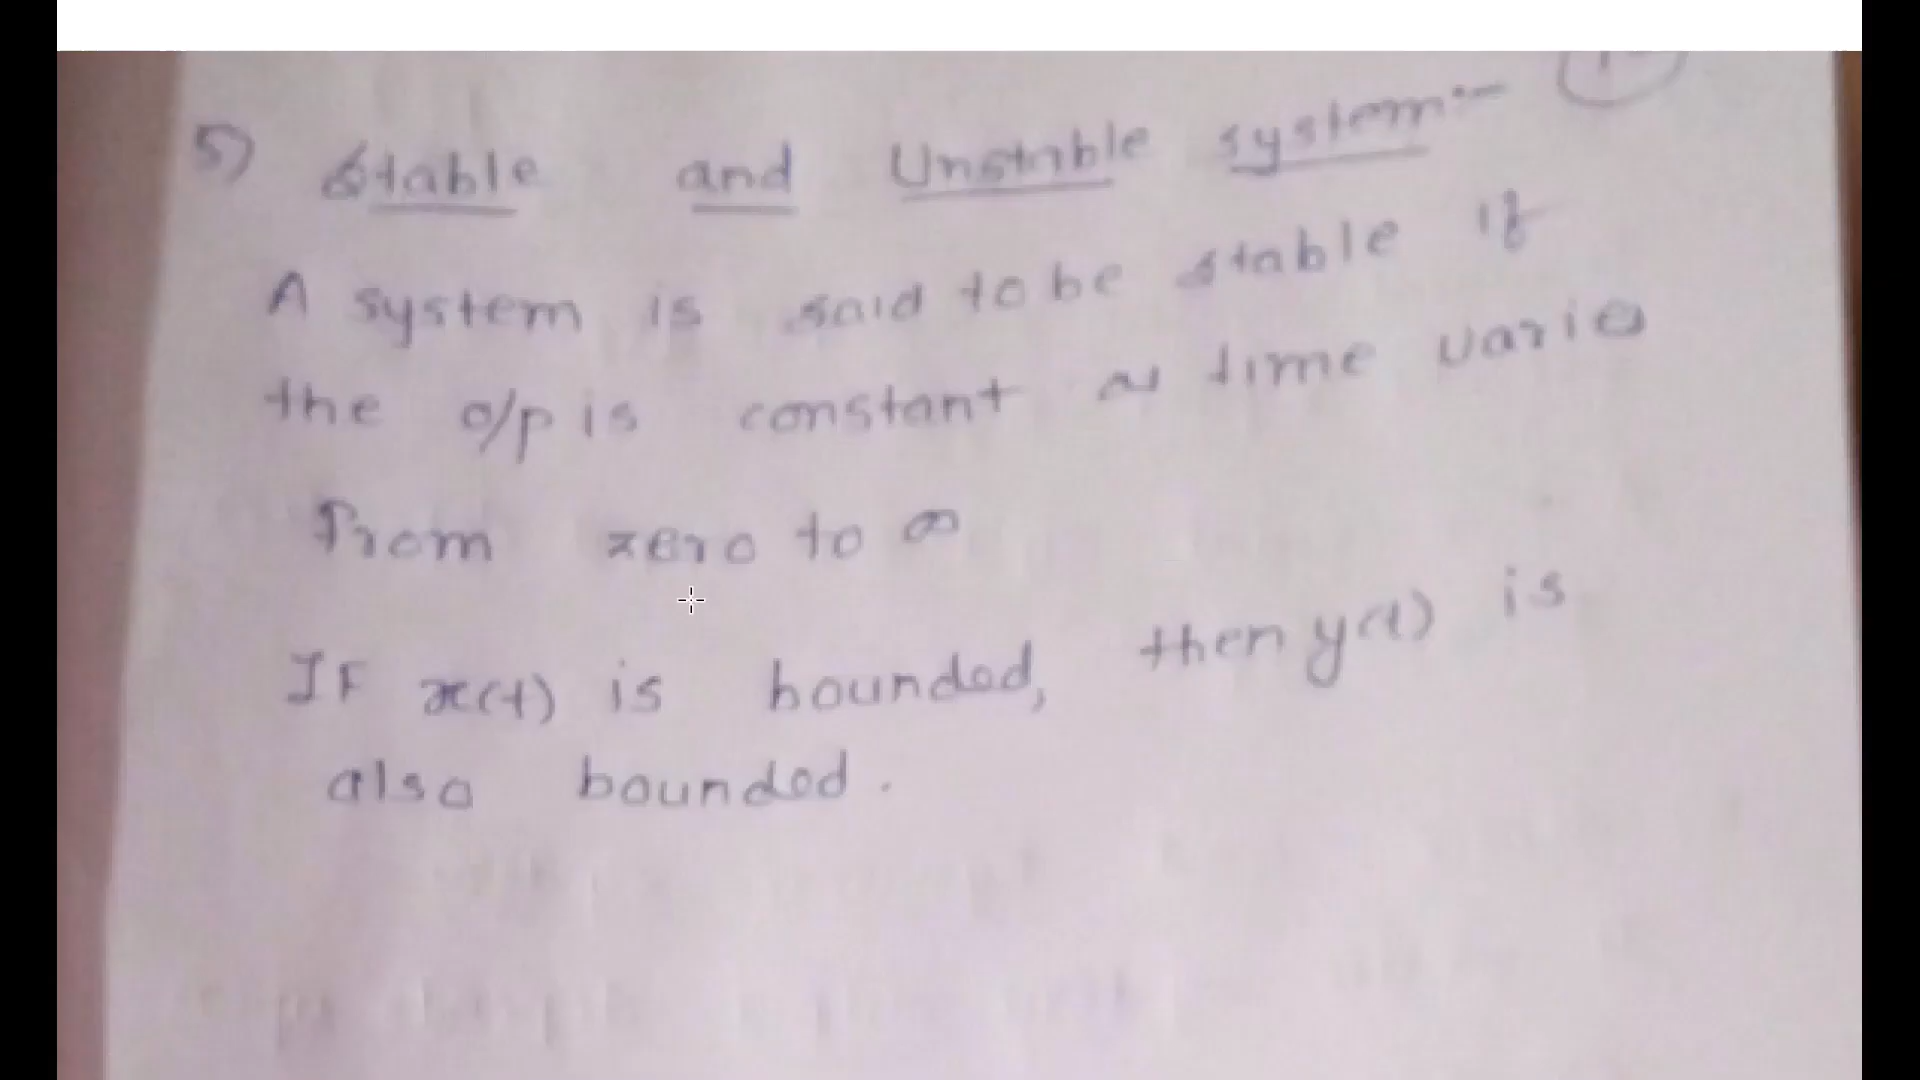 5) Stable and Unstable system:-
A system is said to be stable if
the o/p is constant as time varies
from zero to ∞
If x(t) is bounded, then y(t) is
also bounded.